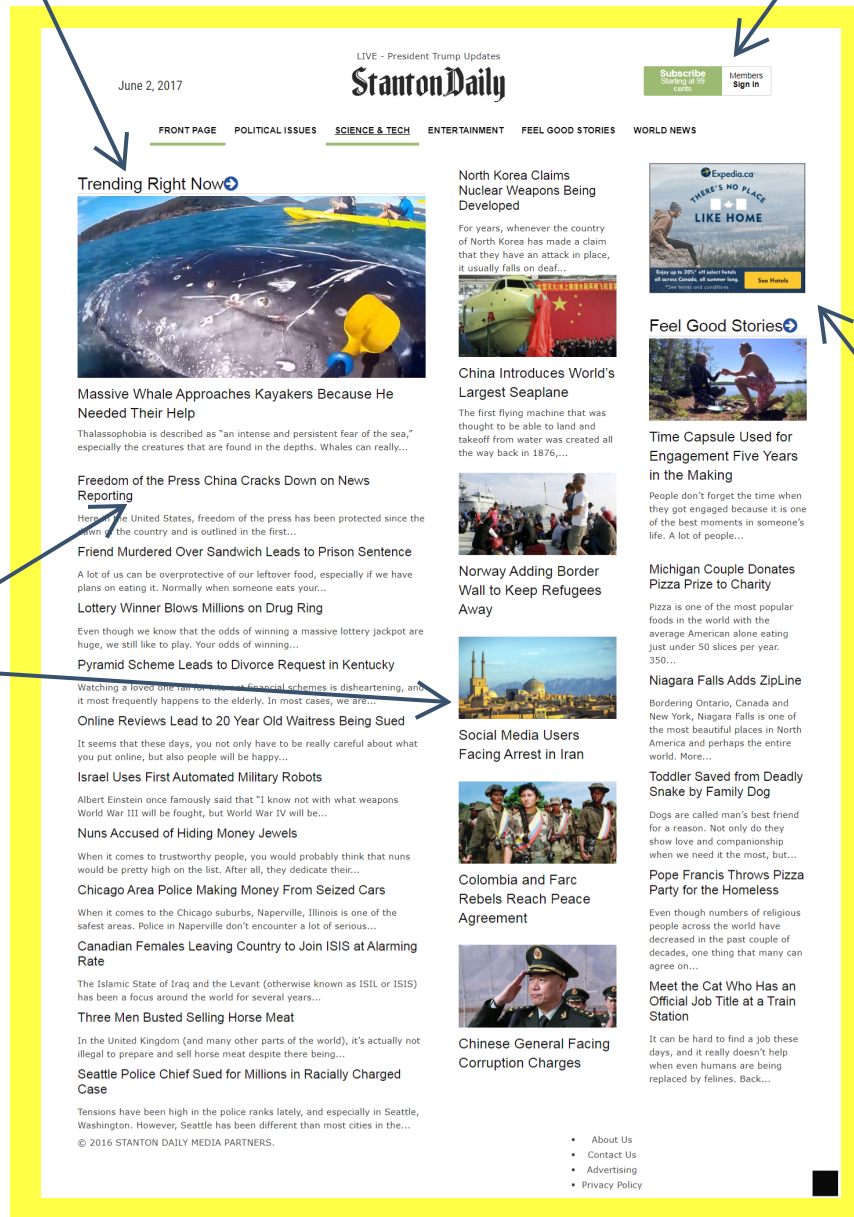 LIVE - President Trump Updates
June 2, 2017
Stanton Daily
Subscribe
Starting at 99
cents
Members
Sign In
FRONT PAGE POLITICAL ISSUES SCIENCE & TECH ENTERTAINMENT FEEL GOOD STORIES WORLD NEWS
Trending Right Now
Massive Whale Approaches Kayakers Because He
Needed Their Help
Thalassophobia is described as “an intense and persistent fear of the sea,”
especially the creatures that are found in the depths. Whales can really...
Freedom of the Press China Cracks Down on News
Reporting
Here in the United States, freedom of the press has been protected since the
dawn of the country and is outlined in the first...
Friend Murdered Over Sandwich Leads to Prison Sentence
A lot of us can be overprotective of our leftover food, especially if we have
plans on eating it. Normally when someone eats your...
Lottery Winner Blows Millions on Drug Ring
Even though we know that the odds of winning a massive lottery jackpot are
huge, we still like to play. Your odds of winning...
Pyramid Scheme Leads to Divorce Request in Kentucky
Watching a loved one fall for internet financial schemes is disheartening, and
it most frequently happens to the elderly. In most cases, we are...
Online Reviews Lead to 20 Year Old Waitress Being Sued
It seems that these days, you not only have to be really careful about what
you put online, but also people will be happy...
Israel Uses First Automated Military Robots
Albert Einstein once famously said that “I know not with what weapons
World War III will be fought, but World War IV will be...
Nuns Accused of Hiding Money Jewels
When it comes to trustworthy people, you would probably think that nuns
would be pretty high on the list. After all, they dedicate their...
Chicago Area Police Making Money From Seized Cars
When it comes to the Chicago suburbs, Naperville, Illinois is one of the
safest areas. Police in Naperville don’t encounter a lot of serious...
Canadian Females Leaving Country to Join ISIS at Alarming
Rate
The Islamic State of Iraq and the Levant (otherwise known as ISIL or ISIS)
has been a focus around the world for several years...
Three Men Busted Selling Horse Meat
In the United Kingdom (and many other parts of the world), it’s actually not
illegal to prepare and sell horse meat despite there being...
Seattle Police Chief Sued for Millions in Racially Charged
Case
Tensions have been high in the police ranks lately, and especially in Seattle,
Washington. However, Seattle has been different than most cities in the...
North Korea Claims
Nuclear Weapons Being
Developed
For years, whenever the country
of North Korea has made a claim
that they have an attack in place,
it usually falls on deaf...
China Introduces World’s
Largest Seaplane
The first flying machine that was
thought to be able to land and
takeoff from water was created all
the way back in 1876,...
Norway Adding Border
Wall to Keep Refugees
Away
Social Media Users
Facing Arrest in Iran
Colombia and Farc
Rebels Reach Peace
Agreement
Chinese General Facing
Corruption Charges
Expedia.ca
THERE'S NO PLACE
LIKE HOME
Enjoy up to 20%* off select hotels
all across Canada, all summer long.
*See terms and conditions
See Hotels
Feel Good Stories
Time Capsule Used for
Engagement Five Years
in the Making
People don’t forget the time when
they got engaged because it is one
of the best moments in someone’s
life. A lot of people...
Michigan Couple Donates
Pizza Prize to Charity
Pizza is one of the most popular
foods in the world with the
average American alone eating
just under 50 slices per year.
350...
Niagara Falls Adds ZipLine
Bordering Ontario, Canada and
New York, Niagara Falls is one of
the most beautiful places in North
America and perhaps the entire
world. More...
Toddler Saved from Deadly
Snake by Family Dog
Dogs are called man’s best friend
for a reason. Not only do they
show love and companionship
when we need it the most, but...
Pope Francis Throws Pizza
Party for the Homeless
Even though numbers of religious
people across the world have
decreased in the past couple of
decades, one thing that many can
agree on...
Meet the Cat Who Has an
Official Job Title at a Train
Station
It can be hard to find a job these
days, and it really doesn’t help
when even humans are being
replaced by felines. Back...
© 2016 STANTON DAILY MEDIA PARTNERS.
• About Us
• Contact Us
• Advertising
• Privacy Policy